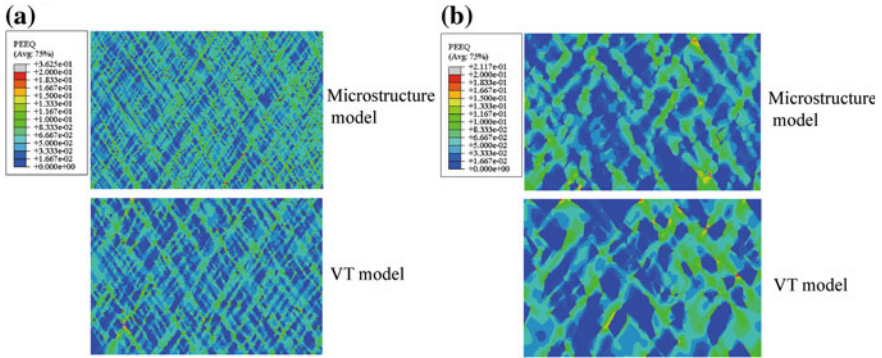 (a)
PEEQ
(Avg: 75%)
+3.625e-01
+2.000e-01
+1.833e-01
+1.667e-01
+1.500e-01
+1.333e-01
+1.167e-01
+1.000e-01
+8.333e-02
+6.667e-02
+5.000e-02
+3.333e-02
+1.667e-02
+0.000e+00
Microstructure
model
VT model
(b)
PEEQ
(Avg: 75%)
+2.117e-01
+2.000e-01
+1.833e-01
+1.667e-01
+1.500e-01
+1.333e-01
+1.167e-01
+1.000e-01
+8.333e-02
+6.667e-02
+5.000e-02
+3.333e-02
+1.667e-02
+0.000e+00
Microstructure
model
VT model